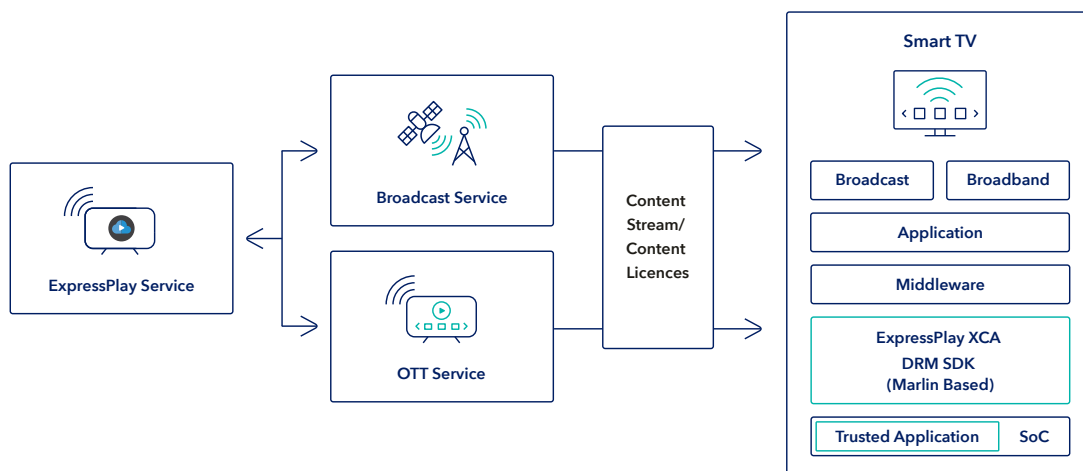 ExpressPlay Service
Broadcast Service
OTT Service
Content
Stream/
Content
Licences
Smart TV
Broadcast
Broadband
Application
Middleware
ExpressPlay XCA
DRM SDK
(Marlin Based)
Trusted Application
SoC